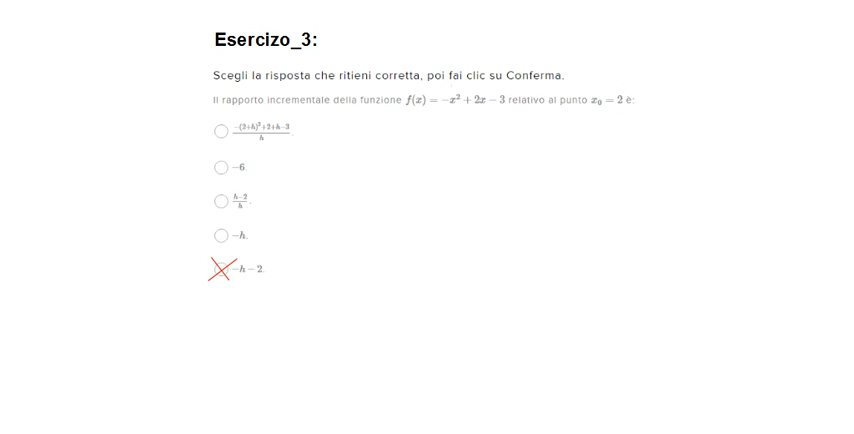 Esercizo_3:
Scegli la risposta che ritieni corretta, poi fai clic su Conferma.
Il rapporto incrementale della funzione f(x) = −x² + 2x − 3 relativo al punto x₀ = 2 è:
−(2+h)²+2+h−3
h .
−6
h−2
h .
−h.
−h − 2.